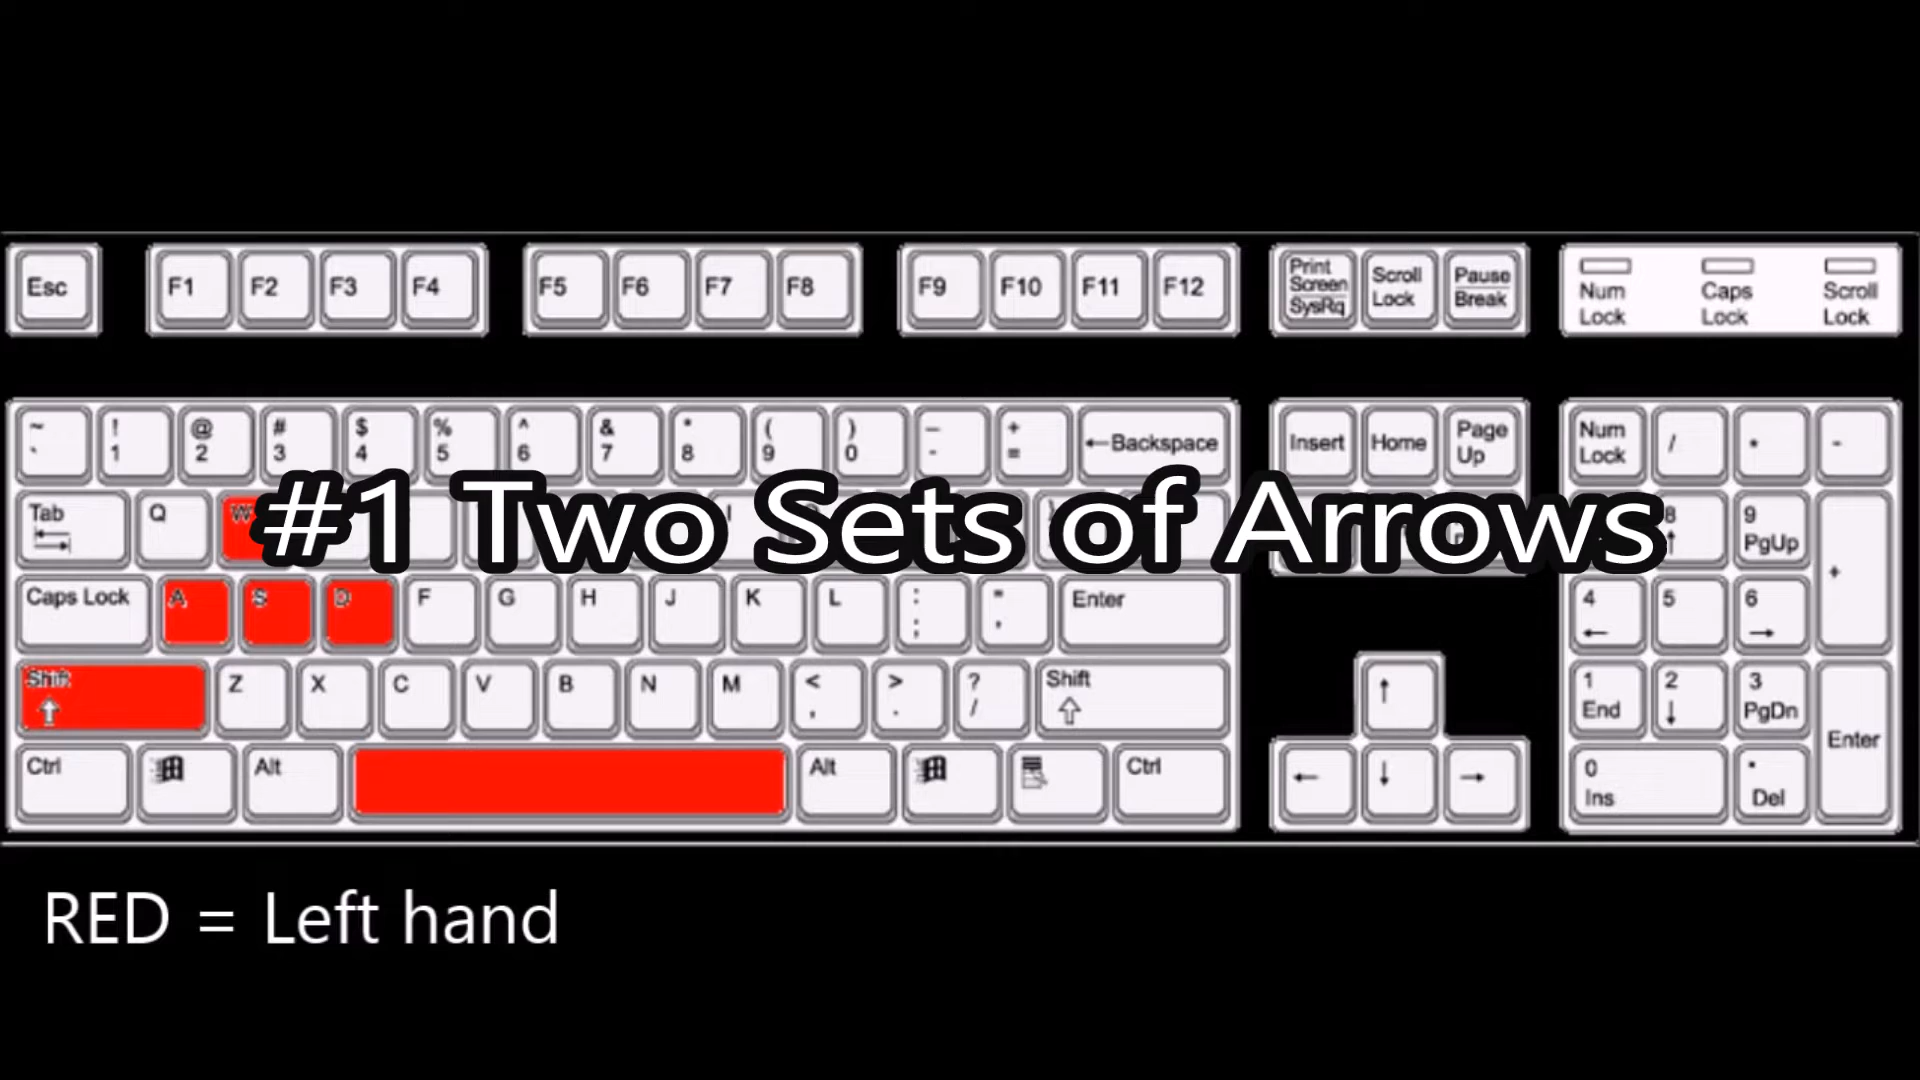 Esc F1 F2 F3 F4 F5 F6 F7 F8 F9 F10 F11 F12 Print Screen SysRq Scroll Lock Pause Break Num Lock Caps Lock Scroll Lock
~ ` ! 1 @ 2 # 3 $ 4 % 5 ^ 6 & 7 * 8 ( 9 ) 0 _ - + = ←Backspace Insert Home Page Up Num Lock / * -
Tab Q W 8 ↑ 9 PgUp +
#1 Two Sets of Arrows
Caps Lock A S D F G H J K L : ; " ' Enter 4 ← 5 6 →
Shift Z X C V B N M < , > . ? / Shift ↑ 1 End 2 ↓ 3 PgDn Enter
Ctrl Alt Alt Ctrl ← ↓ → 0 Ins . Del
RED = Left hand